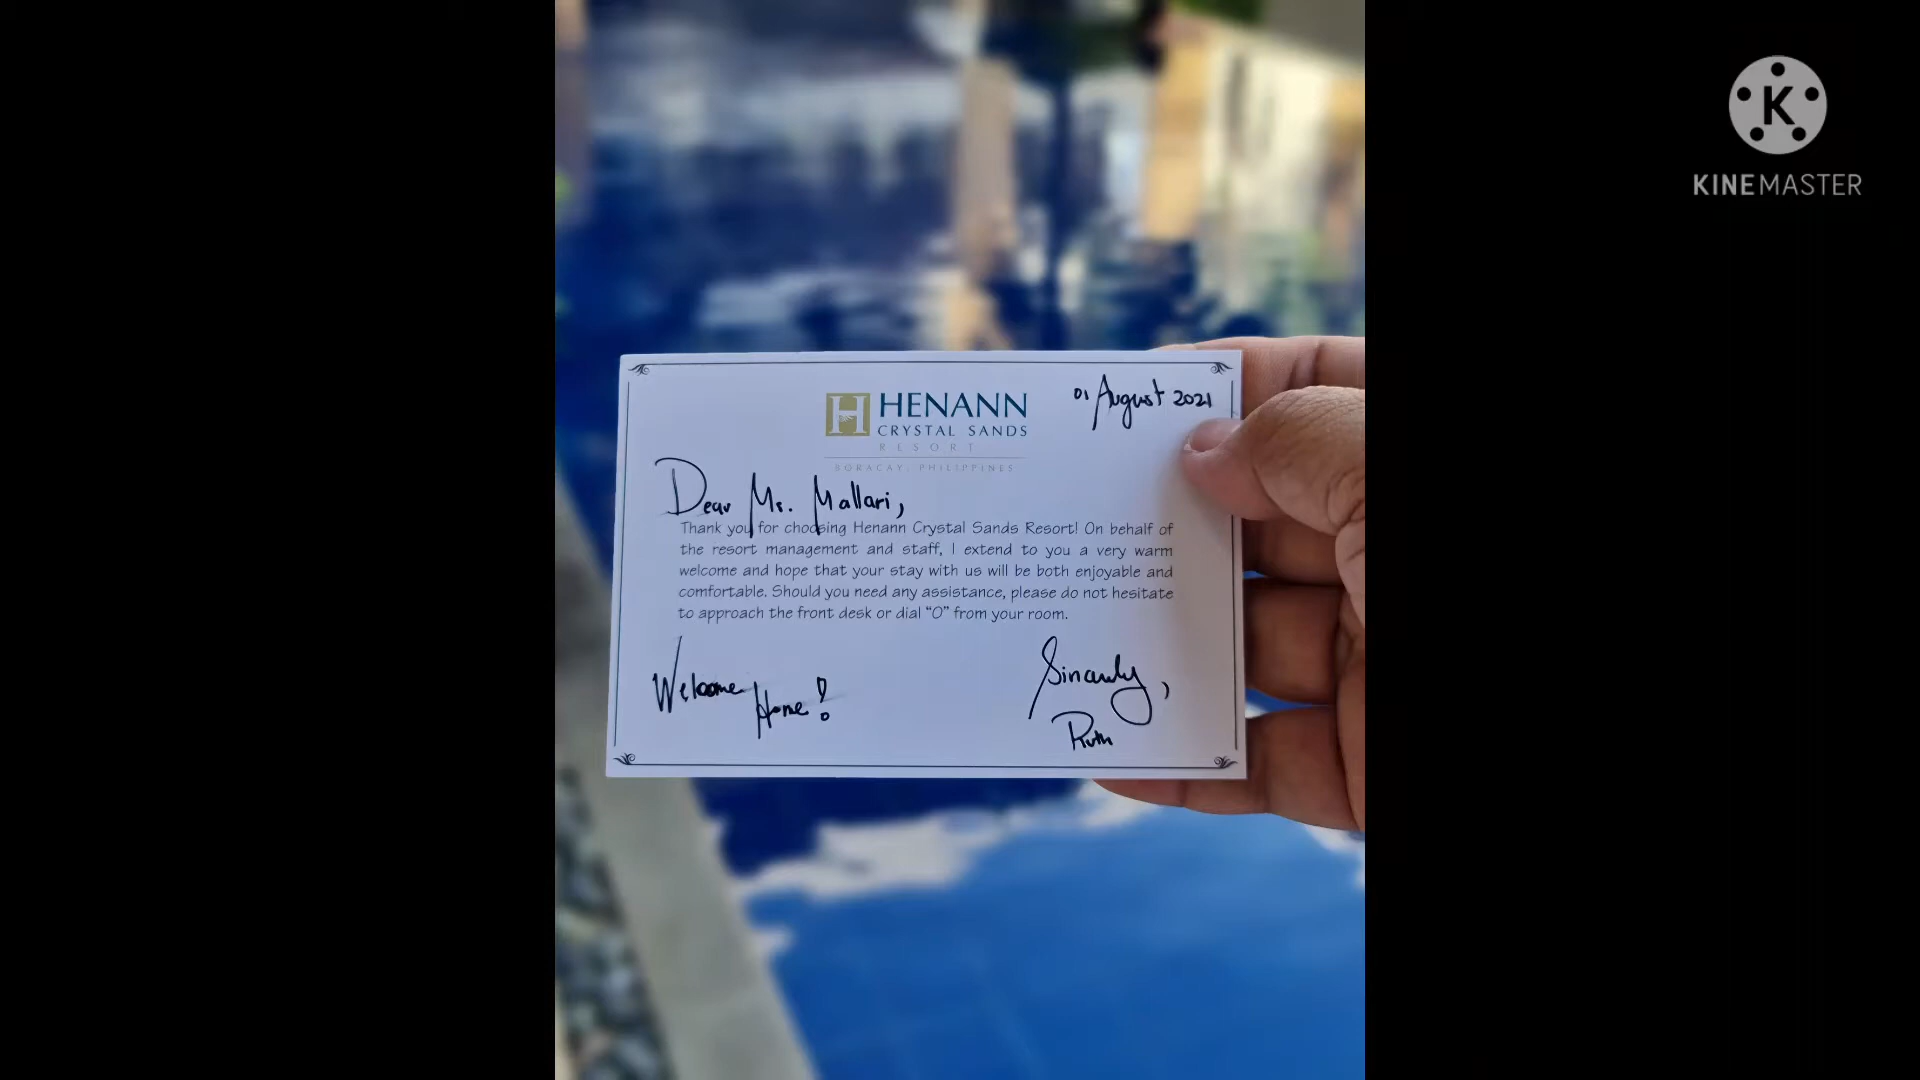 KINEMASTER
HENANN
CRYSTAL SANDS
RESORT
BORACAY, PHILIPPINES
01 August 2021
Dear Ms. Mallari,
Thank you for choosing Henann Crystal Sands Resort! On behalf of
the resort management and staff, I extend to you a very warm
welcome and hope that your stay with us will be both enjoyable and
comfortable. Should you need any assistance, please do not hesitate
to approach the front desk or dial “O” from your room.
Welcome Home!
Sincerely,
Ruth